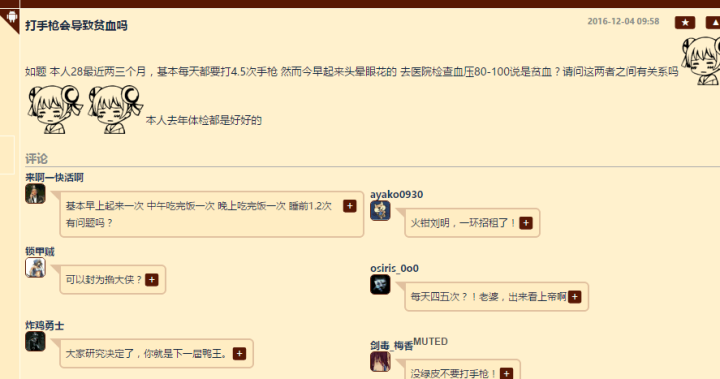 打手枪会导致贫血吗
2016-12-04 09:58
如题 本人28最近两三个月，基本每天都要打4.5次手枪 然而今早起来头晕眼花的 去医院检查血压80-100说是贫血？请问这两者之间有关系吗
本人去年体检都是好好的
评论
来啊一快活啊
基本早上起来一次 中午吃完饭一次 晚上吃完饭一次 睡前1.2次
有问题吗？
ayako0930
火钳刘明，一环招租了！
锁甲贼
可以封为撸大侠？
osiris_0o0
每天四五次？！老婆，出来看上帝啊
炸鸡勇士
大家研究决定了，你就是下一届鸭王。
剑毒_梅香MUTED
没绿皮不要打手枪！